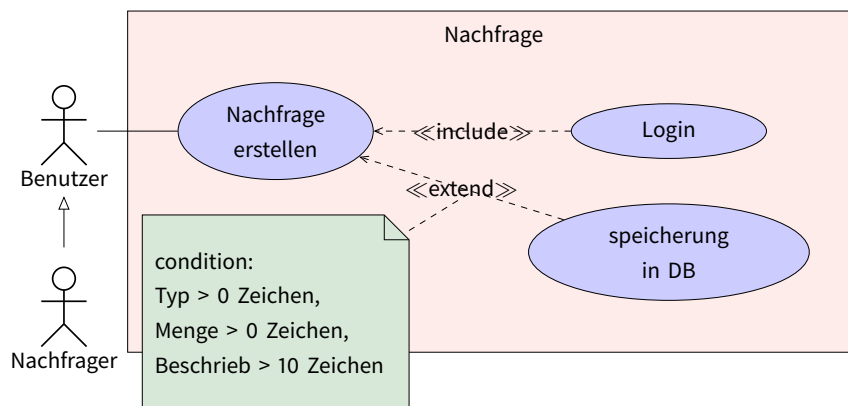 Nachfrage
Nachfrage
erstellen
≪include≫
Login
Benutzer
≪extend≫
speicherung
in DB
condition:
Typ > 0 Zeichen,
Menge > 0 Zeichen,
Beschrieb > 10 Zeichen
Nachfrager